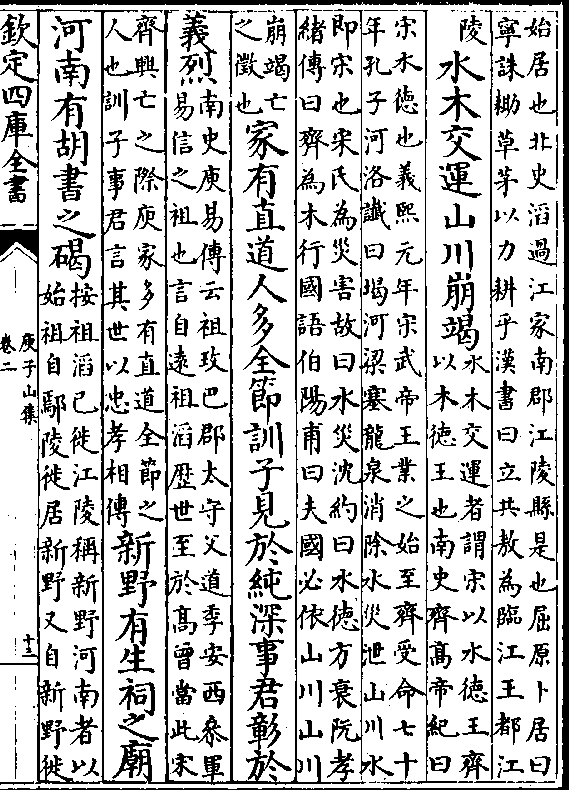 始居也北史滔過江家南郡江陵縣是也屈原卜居曰
寧誅鋤草茅以力耕乎漢書曰立共敖為臨江王都江
陵
水木交運山川崩竭
水木交運者謂宋以水德王齊
以木德王也南史齊高帝紀曰
宋水德也義熙元年宋武帝王業之始至齊受命七十
年孔子河洛讖曰竭河梁塞龍泉消除水災泄山川水
即宋也宋氏為災害故曰水災沈約曰水德方衰阮孝
緒傳曰齊為木行國語伯陽甫曰夫國必依山川山川
崩竭亡
之徵也
家有直道人多全節訓子見於純深事君彰於
義烈
南史庾易傳云祖玫巴郡太守父道季安西參軍
易信之祖也言自遠祖滔歷世至於高曾當此宋
齊興亡之際庾家多有直道全節之
人也訓子事君言其世以忠孝相傳
新野有生祠之廟
河南有胡書之碣
按祖滔已徙江陵稱新野河南者以
始祖自鄢陵徙居新野又自新野徙
欽定四庫全書
庾子山集
卷二
十三